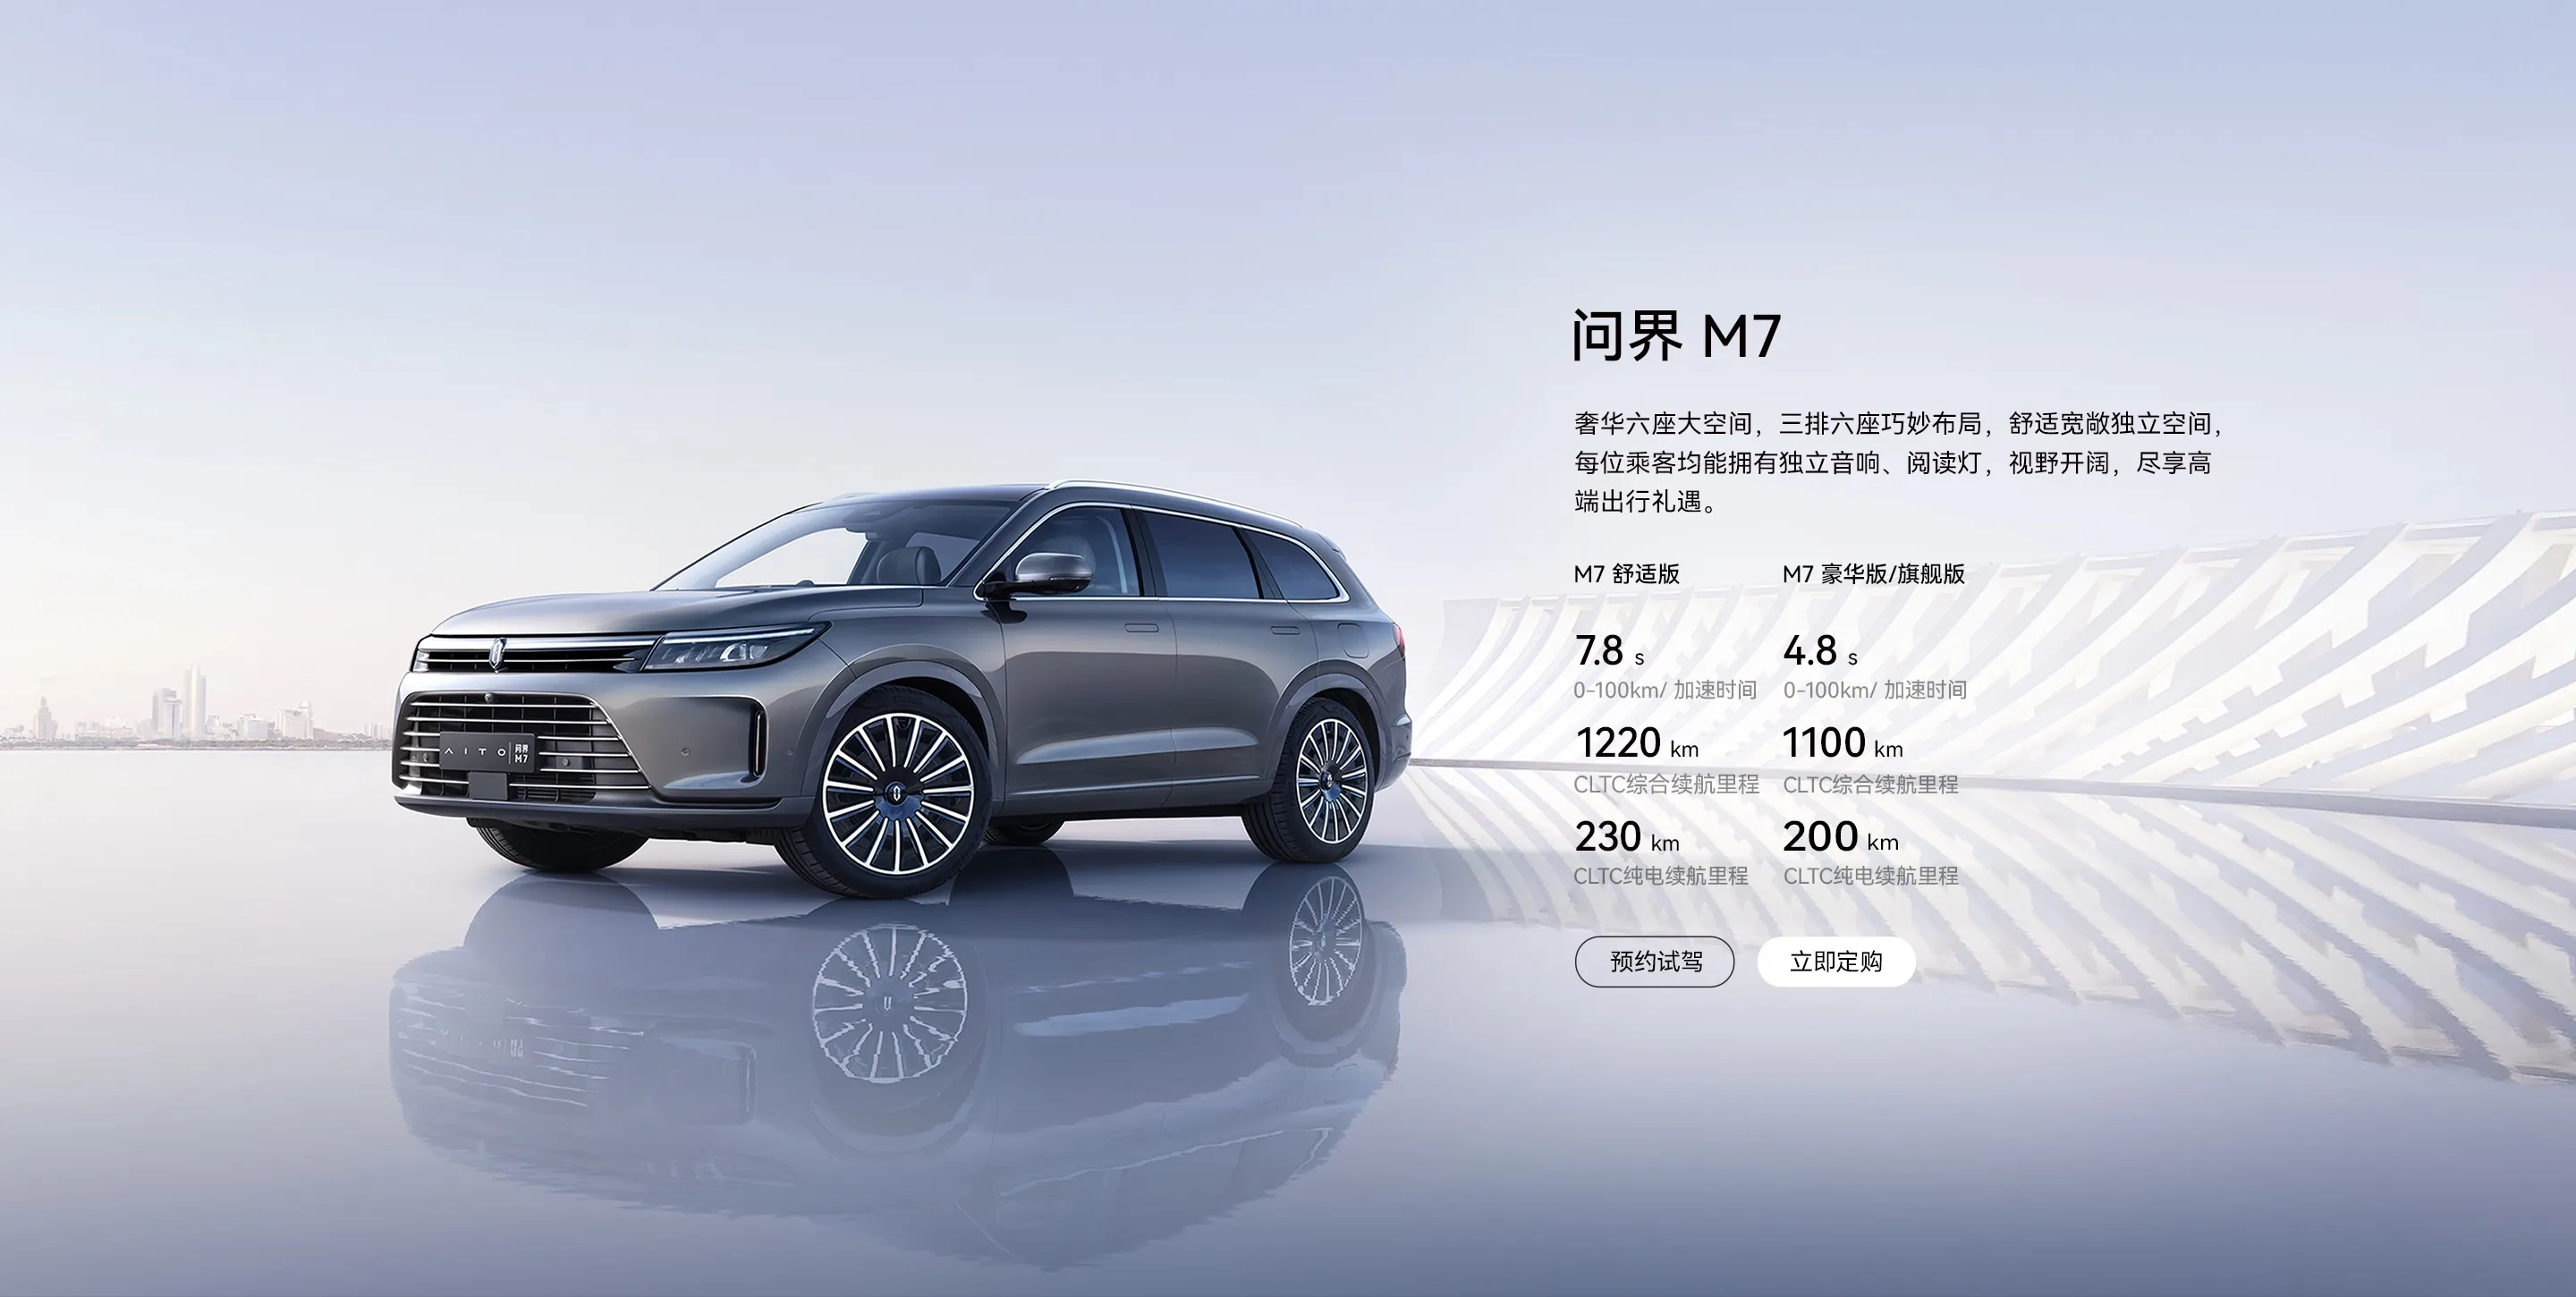 问界 M7
奢华六座大空间，三排六座巧妙布局，舒适宽敞独立空间，
每位乘客均能拥有独立音响、阅读灯，视野开阔，尽享高
端出行礼遇。
M7 舒适版
M7 豪华版/旗舰版
7.8 s
4.8 s
0-100km/ 加速时间
0-100km/ 加速时间
1220 km
1100 km
CLTC综合续航里程
CLTC综合续航里程
230 km
200 km
CLTC纯电续航里程
CLTC纯电续航里程
预约试驾
立即定购
AITO 问界
M7